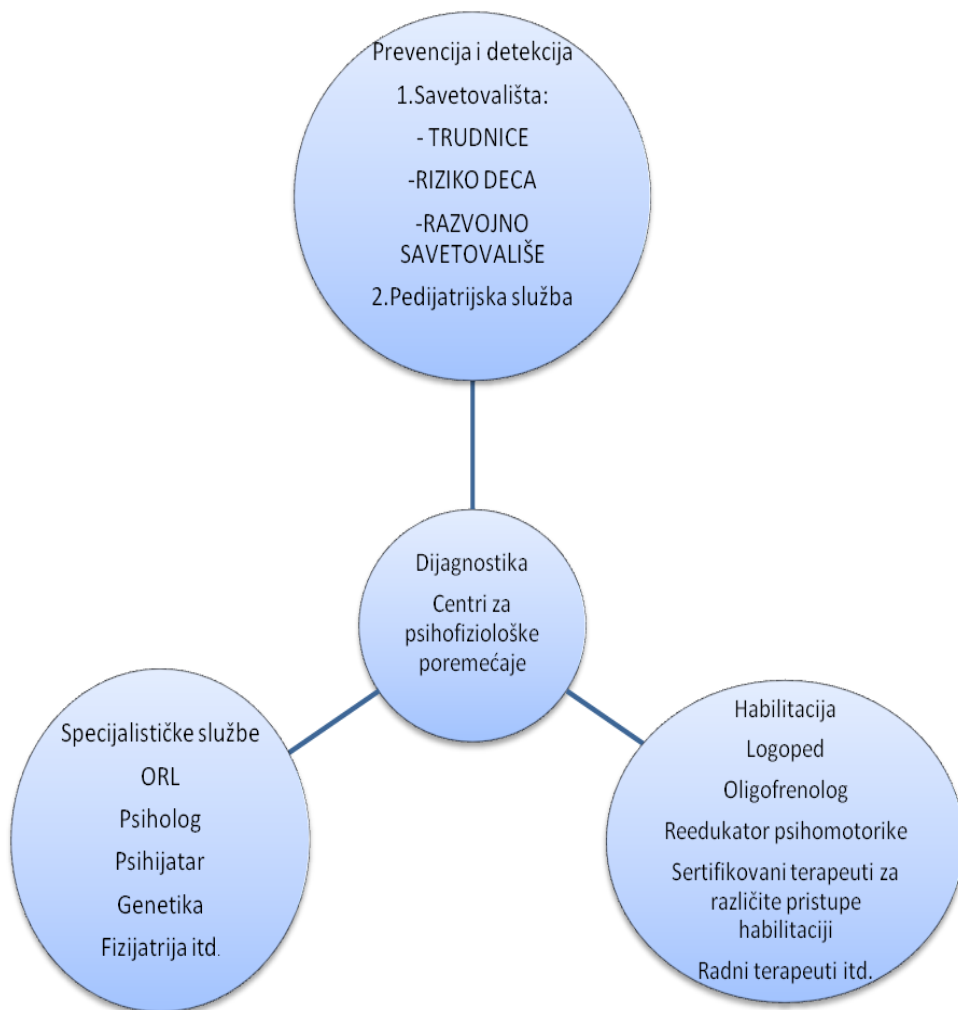 Prevencija i detekcija
1.Savetovališta:
- TRUDNICE
-RIZIKO DECA
-RAZVOJNO
SAVETOVALIŠE
2.Pedijatrijska služba
Dijagnostika
Centri za
psihofiziološke
poremećaje
Specijalističke službe
ORL
Psiholog
Psihijatar
Genetika
Fizijatrija itd.
Habilitacija
Logoped
Oligofrenolog
Reedukator psihomotorike
Sertifikovani terapeuti za
različite pristupe
habilitaciji
Radni terapeuti itd.